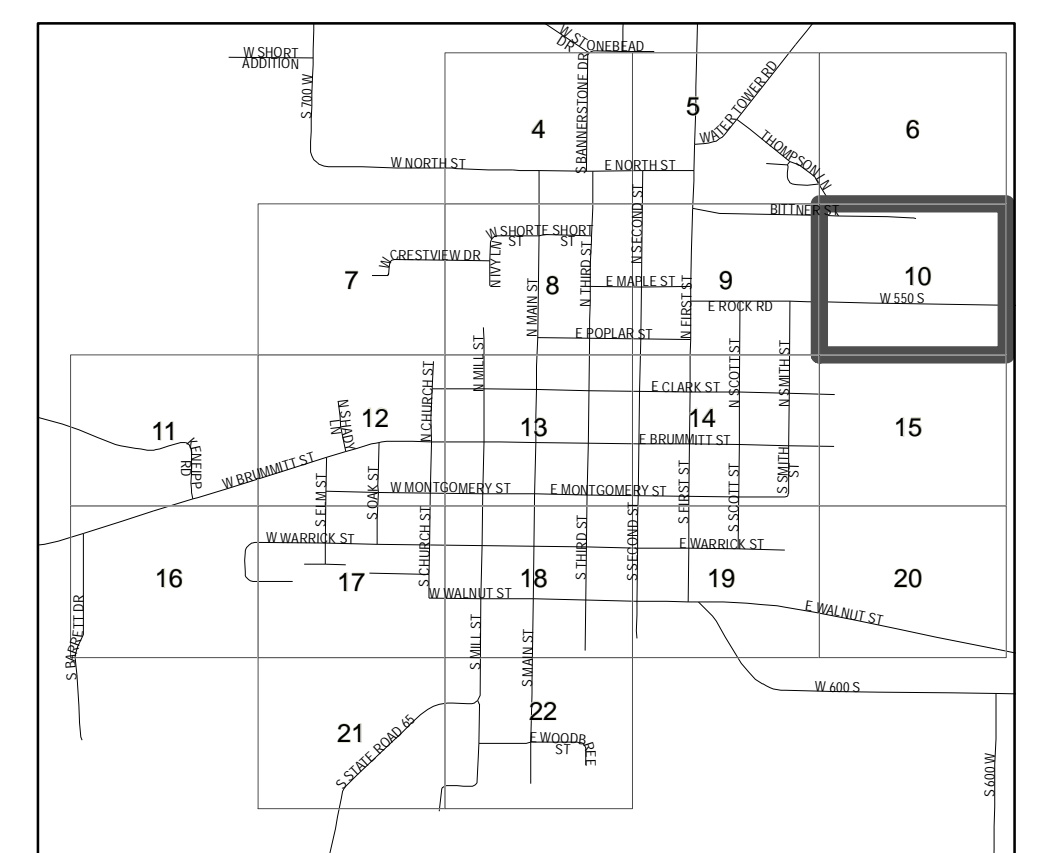 W STONEBEAD
DR
W SHORT
ADDITION
S 700 W
S BANNERSTONE DR
WATER TOWER RD
THOMPSON LN
4
5
6
W NORTH ST
E NORTH ST
BITTNER ST
N SECOND ST
W SHORT
ST
E SHORT
ST
W CRESTVIEW DR
N IVY LN
N THIRD ST
7
8
9
10
E MAPLE ST
W 550 S
E ROCK RD
N MAIN ST
N FIRST ST
E POPLAR ST
N MILL ST
N SCOTT ST
N SMITH ST
N CHURCH ST
E CLARK ST
N SHADY
LN
11
12
13
14
15
KNEIPP
RD
E BRUMMITT ST
W BRUMMITT ST
S SMITH
ST
S ELM ST
S OAK ST
W MONTGOMERY ST
E MONTGOMERY ST
S FIRST ST
S SCOTT ST
S CHURCH ST
S THIRD ST
S SECOND ST
W WARRICK ST
E WARRICK ST
16
17
18
19
20
W WALNUT ST
E WALNUT ST
S BARRETT DR
S MILL ST
S MAIN ST
W 600 S
21
22
S STATE ROAD 65
E WOODB
REE
ST
W 009 S